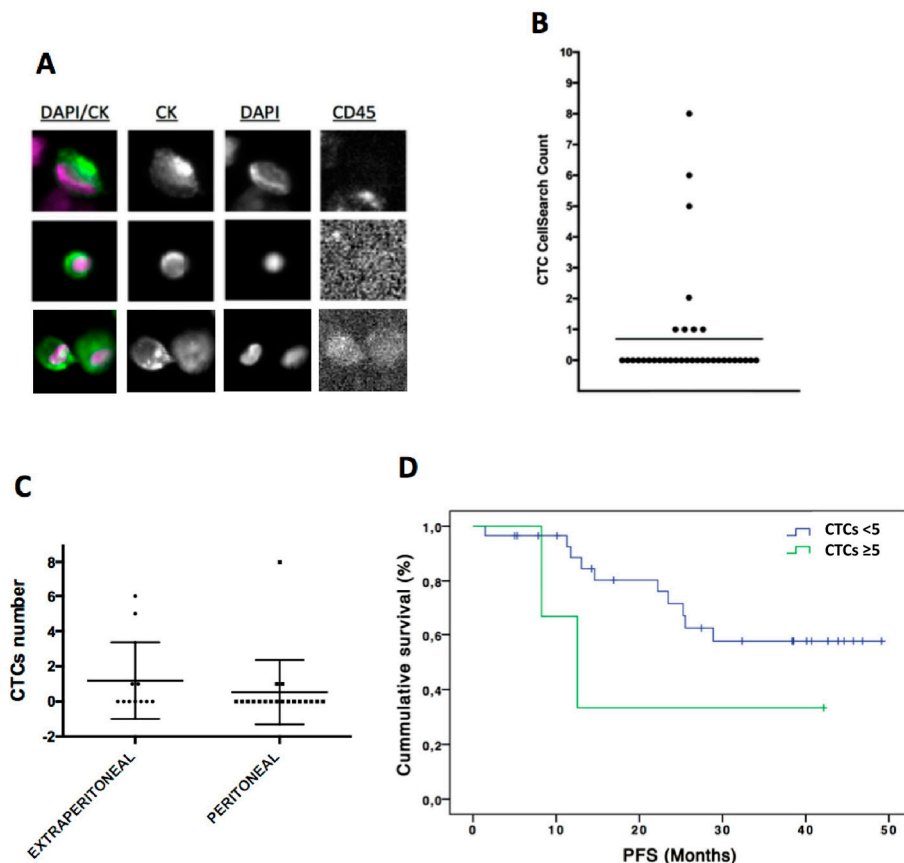 A
DAPI/CK CK DAPI CD45
B
10
9
8
7
6
5
4
3
2
1
0
CTC CellSearch Count
C
8
6
4
2
0
-2
CTCs number
EXTRAPERITONEAL
PERITONEAL
D
CTCs <5
CTCs ≥5
1,0
0,8
0,6
0,4
0,2
0,0
Cummulative survival (%)
0 10 20 30 40 50
PFS (Months)